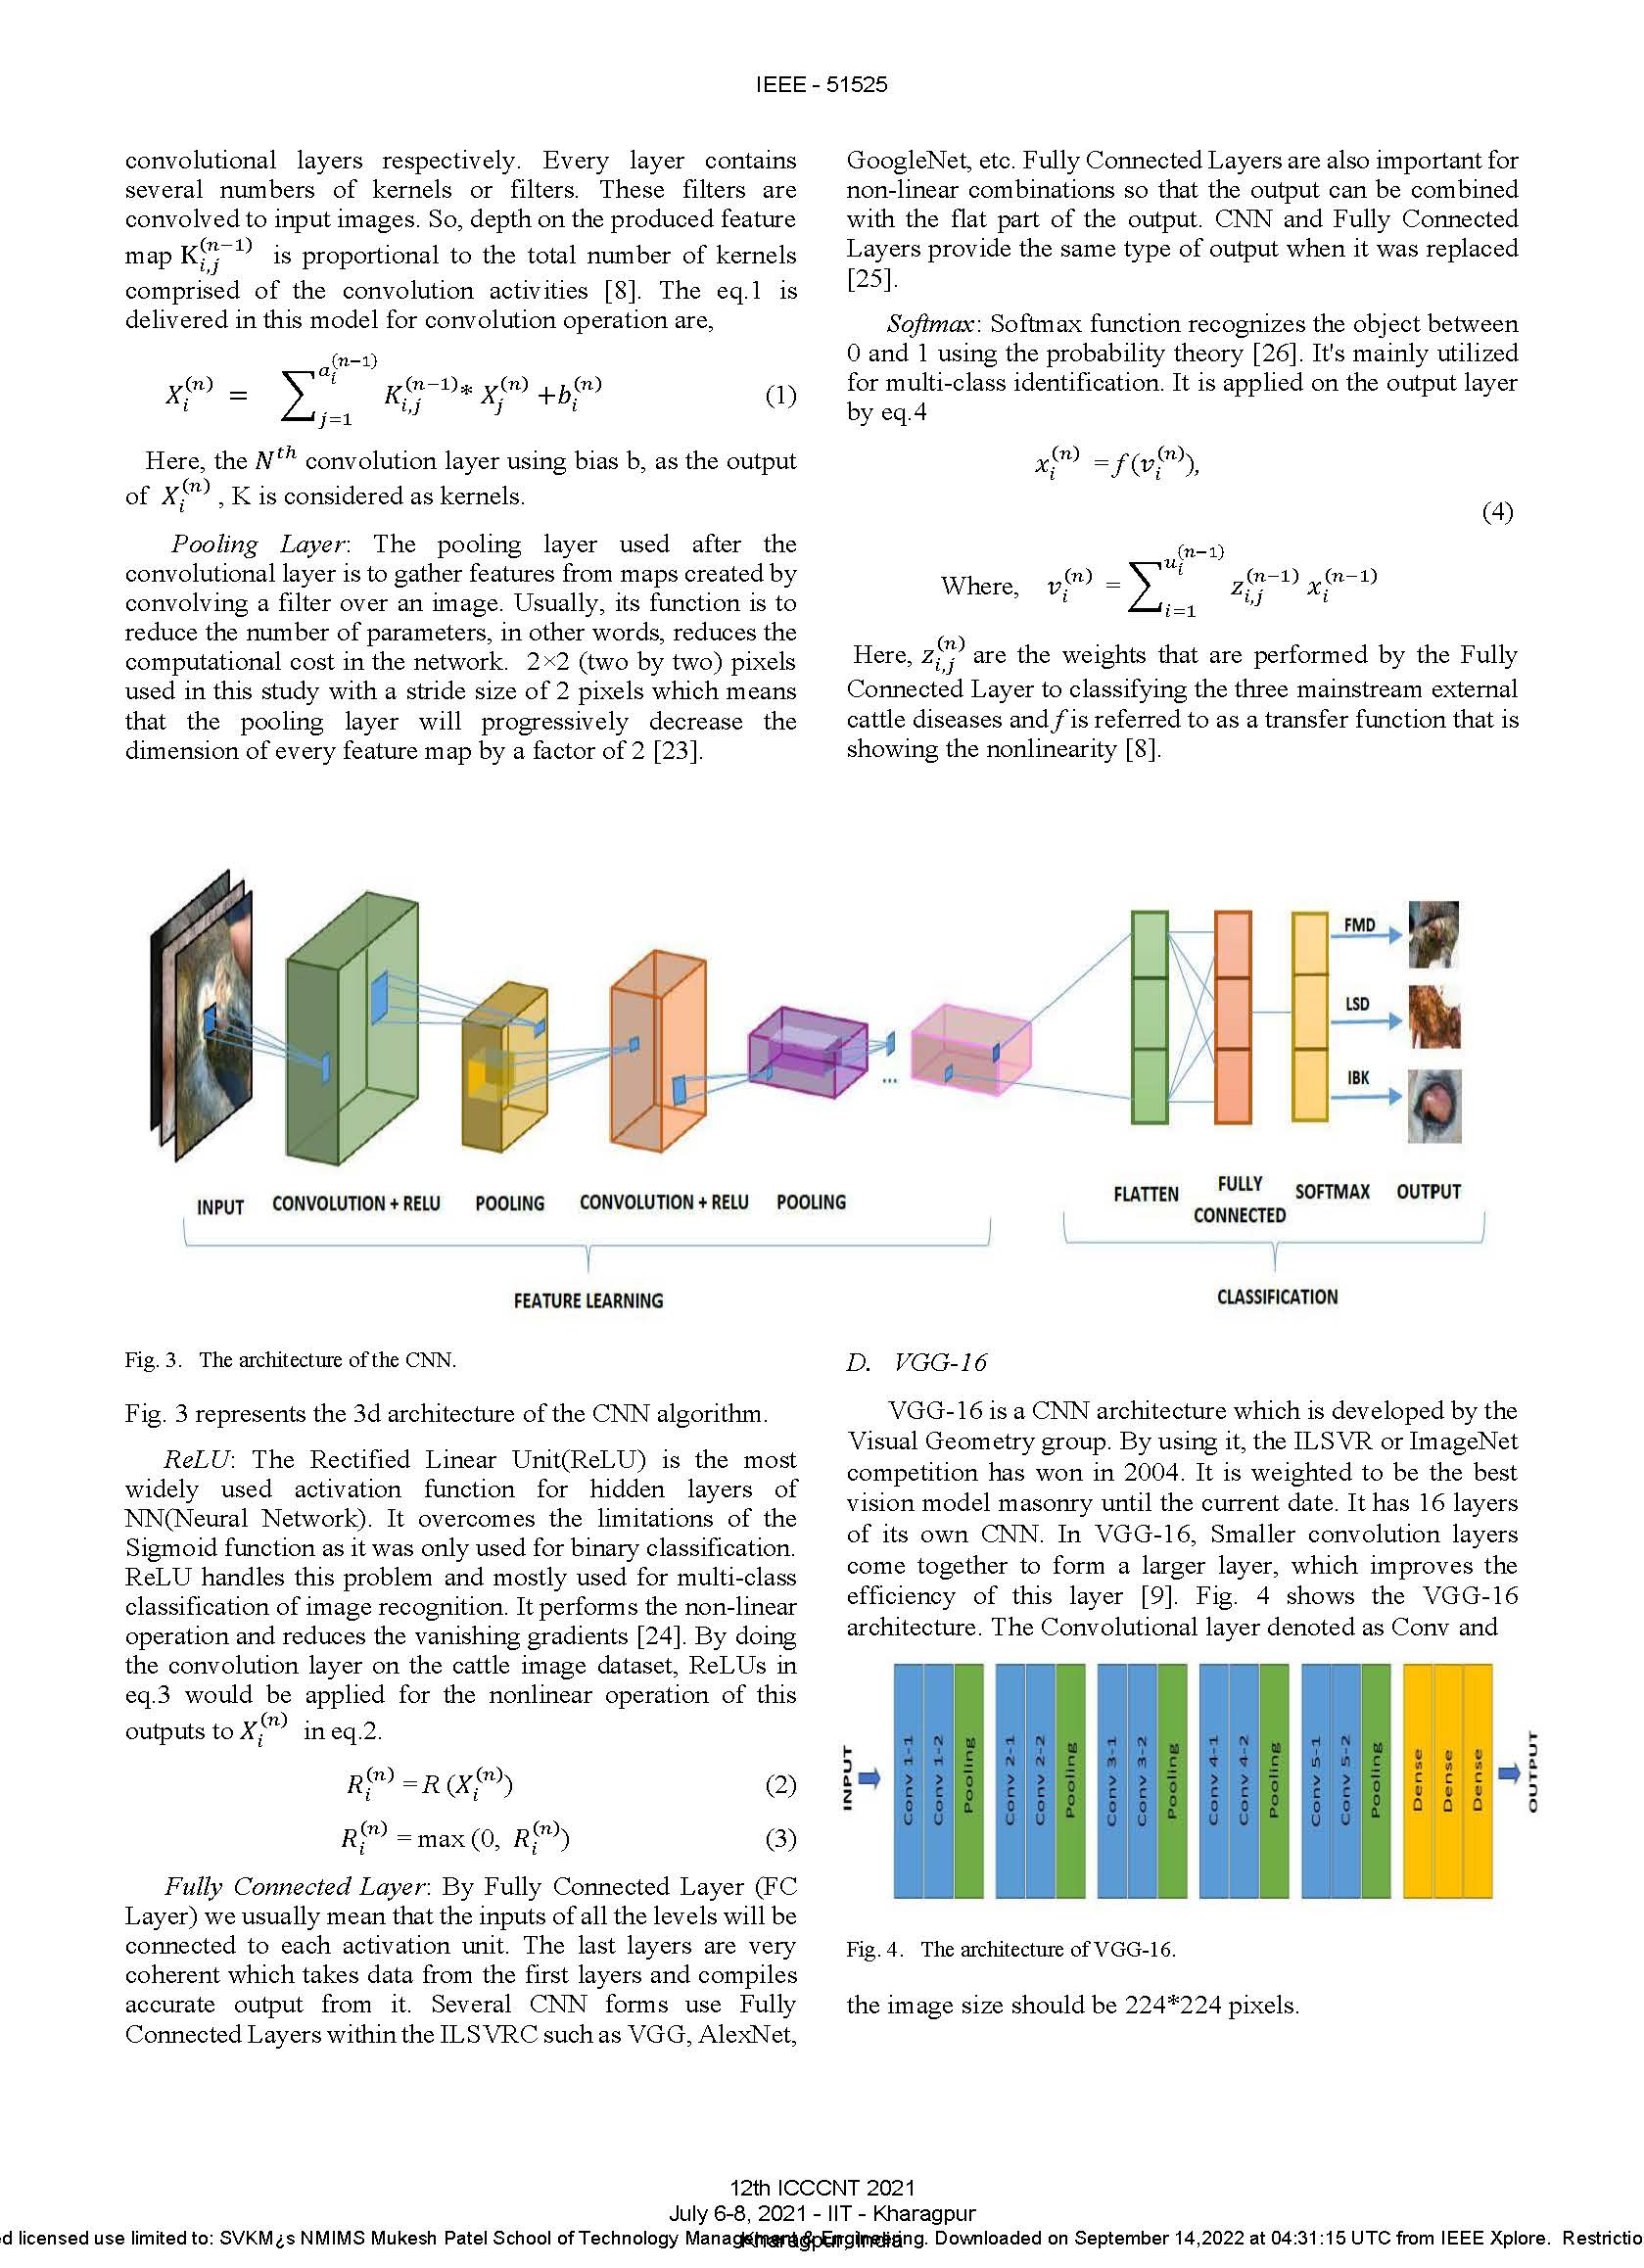 IEEE - 51525
convolutional layers respectively. Every layer contains
several numbers of kernels or filters. These filters are
convolved to input images. So, depth on the produced feature
map K_{i,j}^{(n−1)} is proportional to the total number of kernels
comprised of the convolution activities [8]. The eq.1 is
delivered in this model for convolution operation are,
X_i^{(n)} = ∑_{j=1}^{a_i^{(n−1)}} K_{i,j}^{(n−1)}* X_j^{(n)} +b_i^{(n)} (1)
Here, the N^{th} convolution layer using bias b, as the output
of X_i^{(n)} , K is considered as kernels.
Pooling Layer: The pooling layer used after the
convolutional layer is to gather features from maps created by
convolving a filter over an image. Usually, its function is to
reduce the number of parameters, in other words, reduces the
computational cost in the network. 2×2 (two by two) pixels
used in this study with a stride size of 2 pixels which means
that the pooling layer will progressively decrease the
dimension of every feature map by a factor of 2 [23].
GoogleNet, etc. Fully Connected Layers are also important for
non-linear combinations so that the output can be combined
with the flat part of the output. CNN and Fully Connected
Layers provide the same type of output when it was replaced
[25].
Softmax: Softmax function recognizes the object between
0 and 1 using the probability theory [26]. It's mainly utilized
for multi-class identification. It is applied on the output layer
by eq.4
x_i^{(n)} =f(v_i^{(n)}),
(4)
Where, v_i^{(n)} = ∑_{i=1}^{u_i^{(n−1)}} z_{i,j}^{(n−1)} x_i^{(n−1)}
Here, z_{i,j}^{(n)} are the weights that are performed by the Fully
Connected Layer to classifying the three mainstream external
cattle diseases and f is referred to as a transfer function that is
showing the nonlinearity [8].
FMD
LSD
IBK
INPUT CONVOLUTION + RELU POOLING CONVOLUTION + RELU POOLING
FLATTEN FULLY CONNECTED SOFTMAX OUTPUT
FEATURE LEARNING
CLASSIFICATION
Fig. 3. The architecture of the CNN.
Fig. 3 represents the 3d architecture of the CNN algorithm.
ReLU: The Rectified Linear Unit(ReLU) is the most
widely used activation function for hidden layers of
NN(Neural Network). It overcomes the limitations of the
Sigmoid function as it was only used for binary classification.
ReLU handles this problem and mostly used for multi-class
classification of image recognition. It performs the non-linear
operation and reduces the vanishing gradients [24]. By doing
the convolution layer on the cattle image dataset, ReLUs in
eq.3 would be applied for the nonlinear operation of this
outputs to X_i^{(n)} in eq.2.
R_i^{(n)} = R (X_i^{(n)}) (2)
R_i^{(n)} = max (0, R_i^{(n)}) (3)
Fully Connected Layer: By Fully Connected Layer (FC
Layer) we usually mean that the inputs of all the levels will be
connected to each activation unit. The last layers are very
coherent which takes data from the first layers and compiles
accurate output from it. Several CNN forms use Fully
Connected Layers within the ILSVRC such as VGG, AlexNet,
D. VGG-16
VGG-16 is a CNN architecture which is developed by the
Visual Geometry group. By using it, the ILSVR or ImageNet
competition has won in 2004. It is weighted to be the best
vision model masonry until the current date. It has 16 layers
of its own CNN. In VGG-16, Smaller convolution layers
come together to form a larger layer, which improves the
efficiency of this layer [9]. Fig. 4 shows the VGG-16
architecture. The Convolutional layer denoted as Conv and
INPUT
Conv 1-1
Conv 1-2
Pooling
Conv 2-1
Conv 2-2
Pooling
Conv 3-1
Conv 3-2
Pooling
Conv 4-1
Conv 4-2
Pooling
Conv 5-1
Conv 5-2
Pooling
Dense
Dense
Dense
OUTPUT
Fig. 4. The architecture of VGG-16.
the image size should be 224*224 pixels.
12th ICCCNT 2021
July 6-8, 2021 - IIT - Kharagpur
Kharagpur, India
d licensed use limited to: SVKM¿s NMIMS Mukesh Patel School of Technology Management & Engineering. Downloaded on September 14,2022 at 04:31:15 UTC from IEEE Xplore. Restrictio